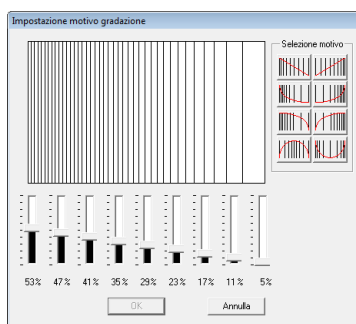 Impostazione motivo gradazione
Selezione motivo
53% 47% 41% 35% 29% 23% 17% 11% 5%
OK Annulla